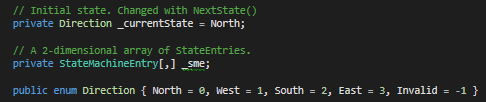 // Initial state. Changed with NextState()
private Direction _currentState = North;
// A 2-dimensional array of StateEntries.
private StateMachineEntry[,] _sme;
public enum Direction { North = 0, West = 1, South = 2, East = 3, Invalid = -1 }